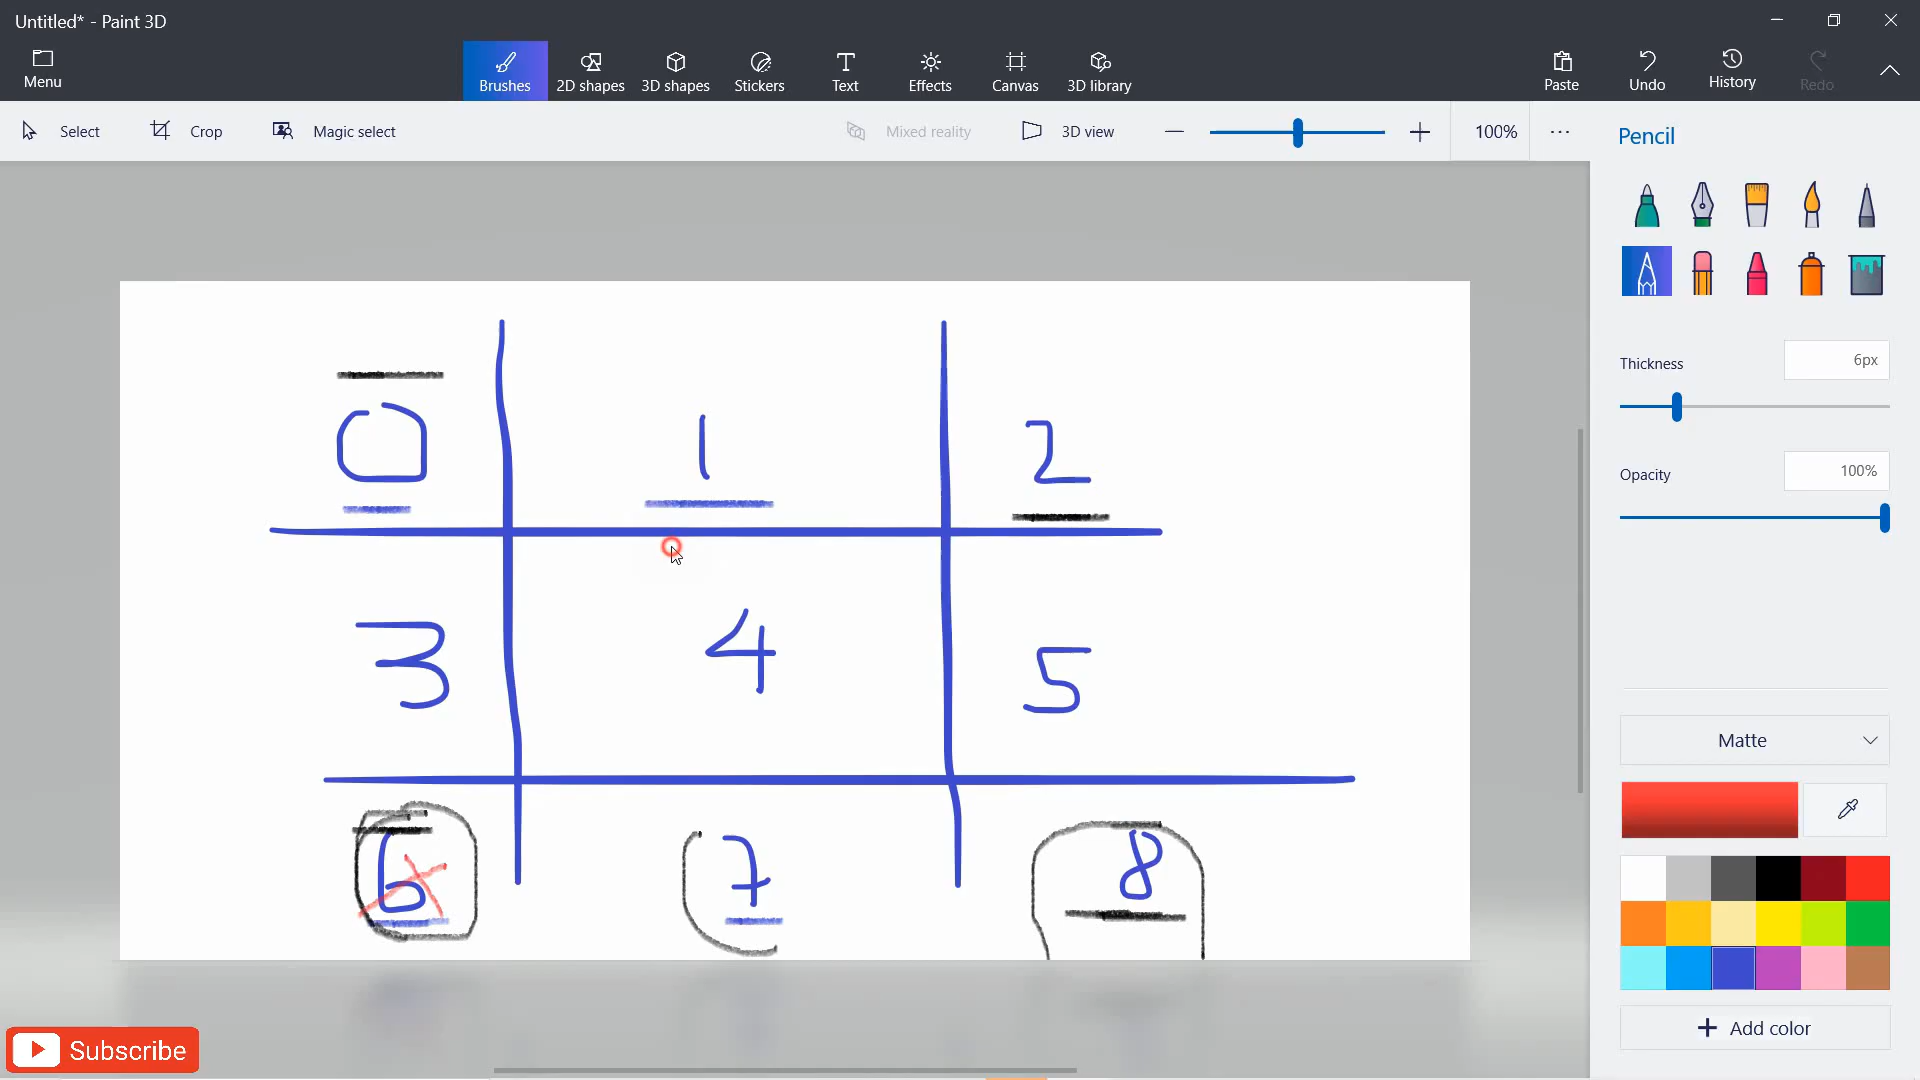 Untitled* - Paint 3D
Menu
Brushes 2D shapes 3D shapes Stickers Text Effects Canvas 3D library
Paste Undo History Redo
Select Crop Magic select
Mixed reality 3D view 100% ...
Pencil
Thickness 6px
Opacity 100%
0 1 2
3 4 5
6 7 8
Matte
Add color
Subscribe